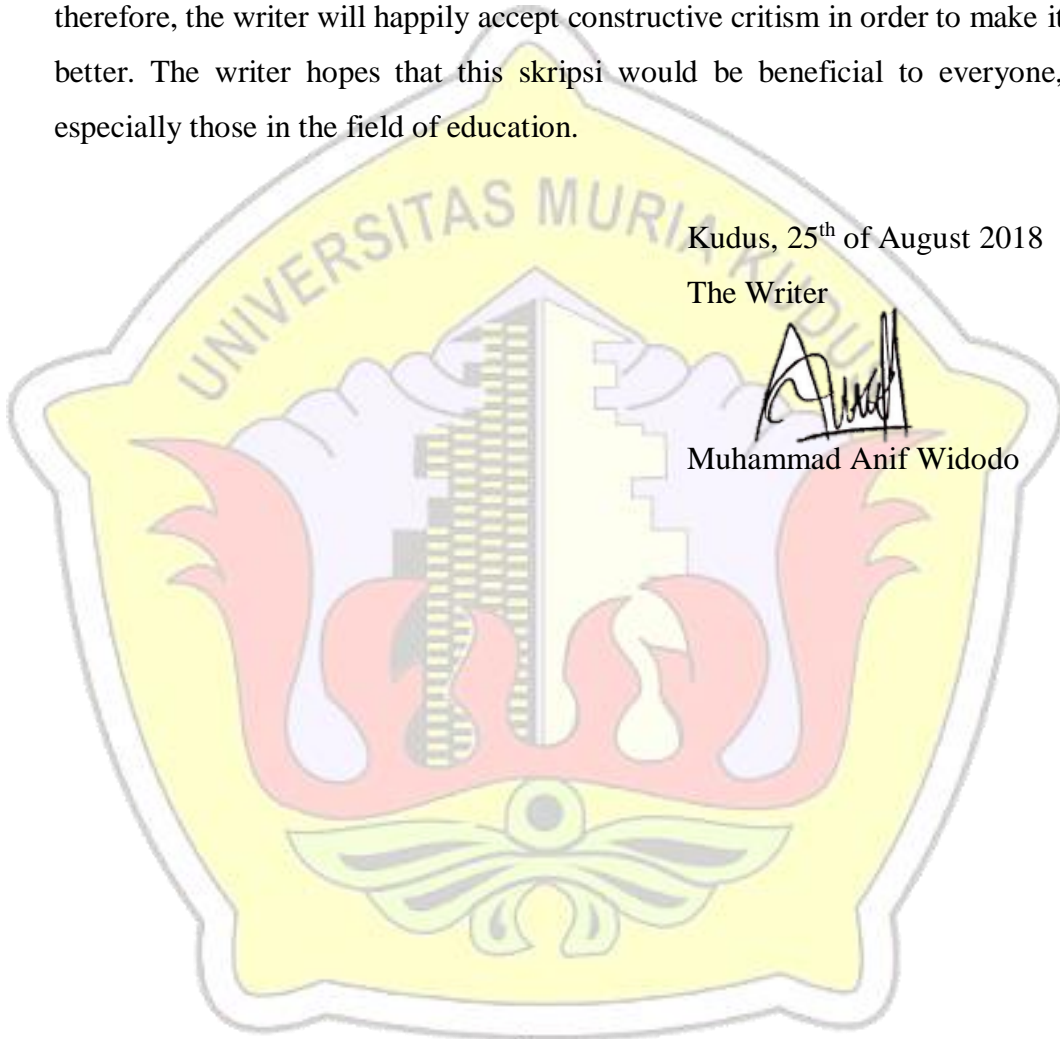 therefore, the writer will happily accept constructive critism in order to make it
better. The writer hopes that this skripsi would be beneficial to everyone,
especially those in the field of education.
UNIVERSITAS MURIA KUDUS
Kudus, 25th of August 2018
The Writer
Muhammad Anif Widodo